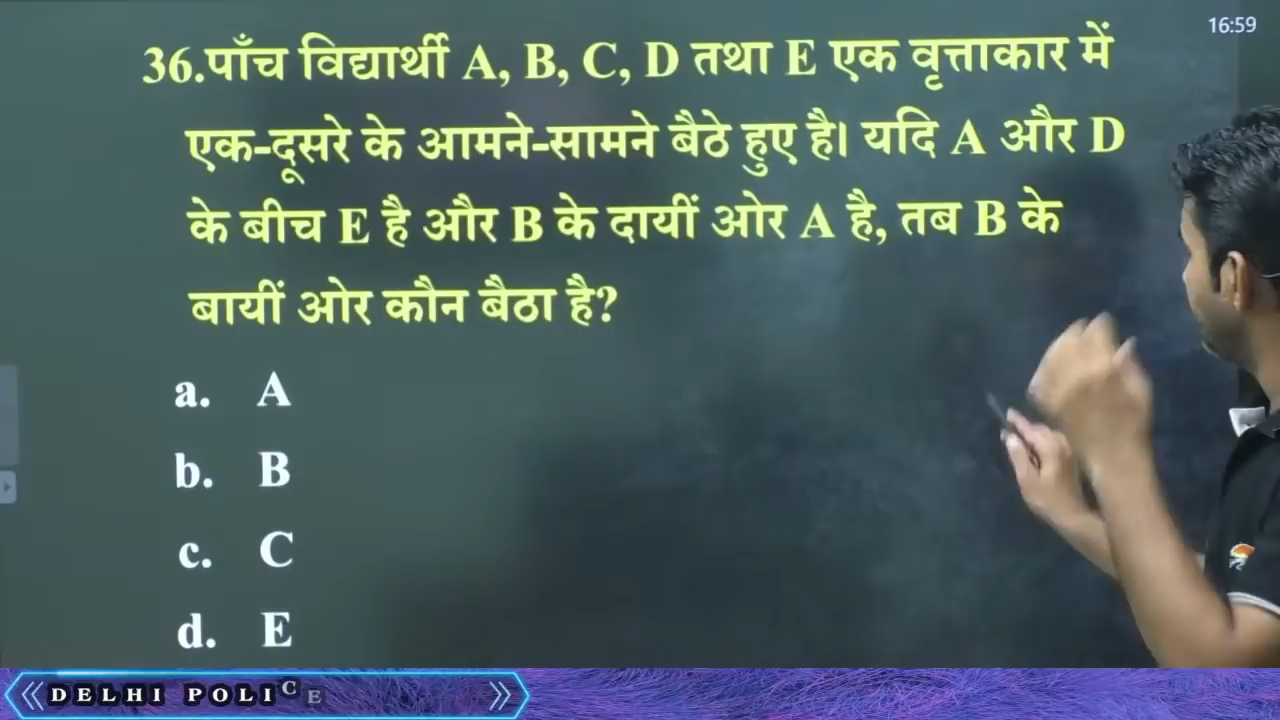 16:59
36.पाँच विद्यार्थी A, B, C, D तथा E एक वृत्ताकार में
एक-दूसरे के आमने-सामने बैठे हुए है। यदि A और D
के बीच E है और B के दायीं ओर A है, तब B के
बायीं ओर कौन बैठा है?
a. A
b. B
c. C
d. E
DELHI POLICE